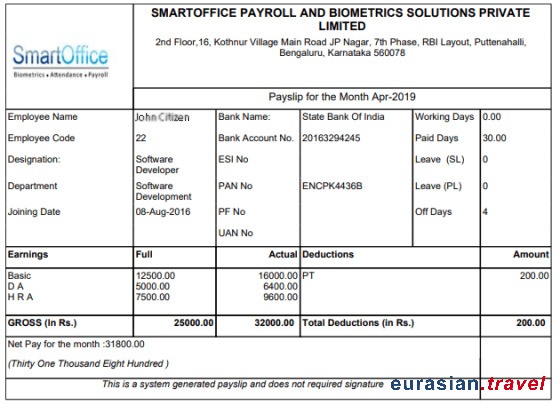 SMARTOFFICE PAYROLL AND BIOMETRICS SOLUTIONS PRIVATE
LIMITED
2nd Floor,16, Kothnur Village Main Road JP Nagar, 7th Phase, RBI Layout, Puttenahalli,
Bengaluru, Karnataka 560078
SmartOffice
Biometrics • Attendance • Payroll
Payslip for the Month Apr-2019
Employee Name John Citizen Bank Name: State Bank Of India Working Days 0.00
Employee Code 22 Bank Account No. 20163294245 Paid Days 30.00
Designation: Software Developer ESI No Leave (SL) 0
Department Software Development PAN No ENCPK4436B Leave (PL) 0
Joining Date 08-Aug-2016 PF No Off Days 4
UAN No
Earnings Full Actual Deductions Amount
Basic 12500.00 16000.00 PT 200.00
D A 5000.00 6400.00
H R A 7500.00 9600.00
GROSS (In Rs.) 25000.00 32000.00 Total Deductions (in Rs.) 200.00
Net Pay for the month :31800.00
(Thirty One Thousand Eight Hundred )
This is a system generated payslip and does not required signature
eurasian.travel